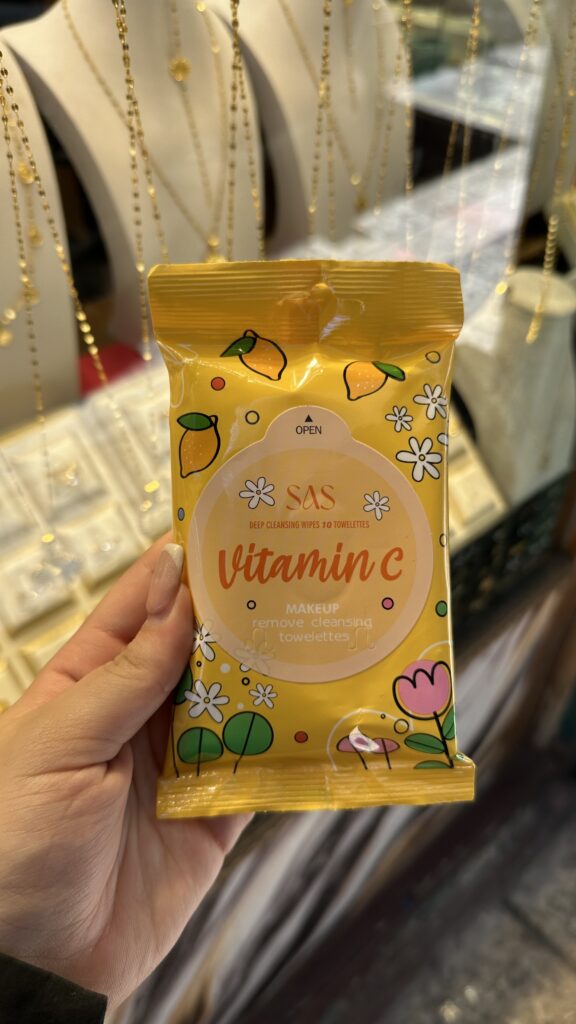 OPEN
SAS
DEEP CLEANSING WIPES 10 TOWELETTES
Vitamin C
MAKEUP
remove cleansing
towelettes